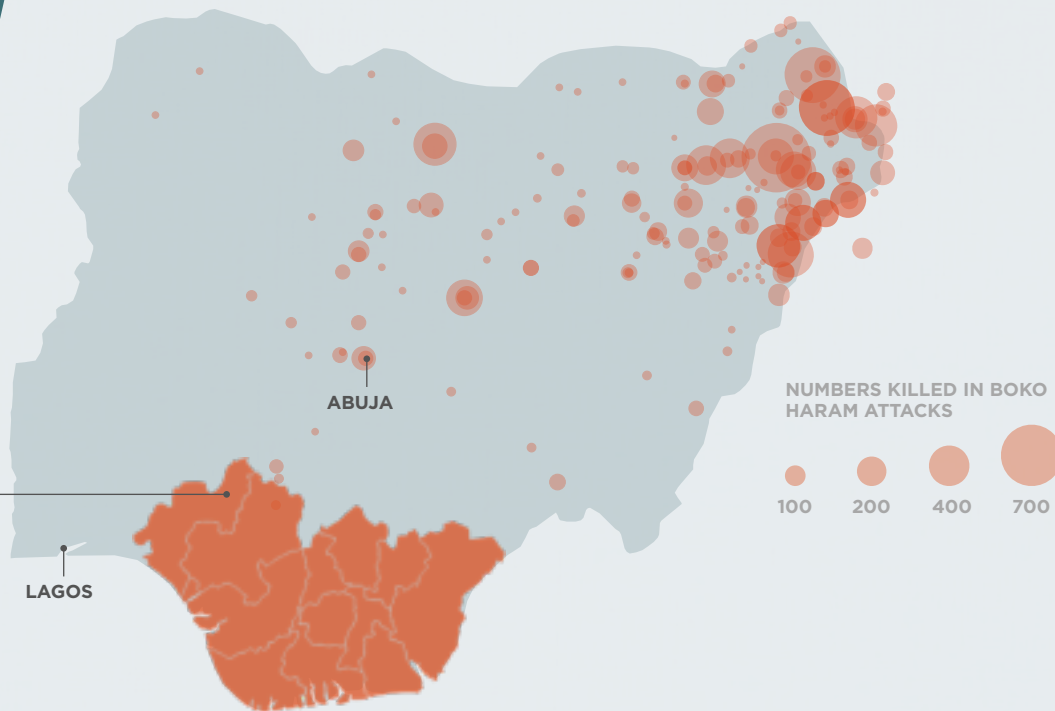 ABUJA
NUMBERS KILLED IN BOKO
HARAM ATTACKS
100 200 400 700
LAGOS